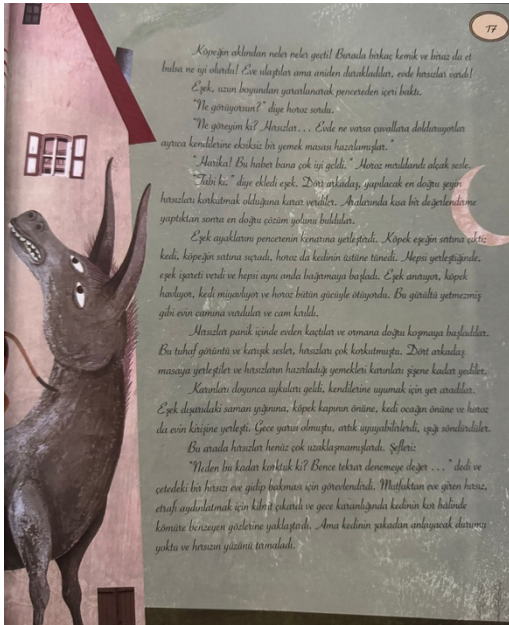 17
Köpeğin aklından neler neler geçti! Burada birkaç kemik ve biraz da et
bulsa ne iyi olurdu! Eve ulaştılar ama aniden durakladılar, evde hırsızlar vardı!
Eşek, uzun boyundan yararlanarak pencereden içeri baktı.
"Ne görüyorsun?" diye horoz sordu.
"Ne göreyim ki? Hırsızlar... Evde ne varsa çuvallara dolduruyorlar
ayrıca kendilerine eksiksiz bir yemek masası hazırlamışlar."
"Harika! Bu haber bana çok iyi geldi." Horoz mırıldandı alçak sesle.
"Tabi ki," diye ekledi eşek. Dört arkadaş, yapılacak en doğru şeyin
hırsızları korkutmak olduğuna karar verdiler. Aralarında kısa bir değerlendirme
yaptıktan sonra en doğru çözüm yolunu buldular.
Eşek ayaklarını pencerenin kenarına yerleştirdi. Köpek eşeğin sırtına çıktı;
kedi, köpeğin sırtına sıçradı, horoz da kedinin üstüne tünedi. Hepsi yerleştiğinde,
eşek işareti verdi ve hepsi aynı anda bağırmaya başladı. Eşek anırıyor, köpek
havlıyor, kedi miyavlıyor ve horoz bütün gücüyle ötüyordu. Bu gürültü yetmezmiş
gibi evin camına vurdular ve cam kırıldı.
Hırsızlar panik içinde evden kaçtılar ve ormana doğru koşmaya başladılar.
Bu tuhaf görüntü ve karışık sesler, hırsızları çok korkutmuştu. Dört arkadaş
masaya yerleştiler ve hırsızların hazırladığı yemekleri karınları şişene kadar yediler.
Karınları doyunca uykuları geldi, kendilerine uyumak için yer aradılar.
Eşek dışarıdaki saman yığınına, köpek kapının önüne, kedi ocağın önüne ve horoz
da evin kirişine yerleşti. Gece yarısı olmuştu, artık uyuyabilirlerdi, ışığı söndürdüler.
Bu arada hırsızlar henüz çok uzaklaşmamışlardı. Şefleri:
"Neden bu kadar korktuk ki? Bence tekrar denemeye değer ..." dedi ve
çetedeki bir hırsızı eve gidip bakması için görevlendirdi. Mutfaktan eve giren hırsız,
etrafı aydınlatmak için kibrit çıkardı ve gece karanlığında kedinin kor hâlinde
kömüre benzeyen gözlerine yaklaştırdı. Ama kedinin şakadan anlayacak durumu
yoktu ve hırsızın yüzünü tırmaladı.